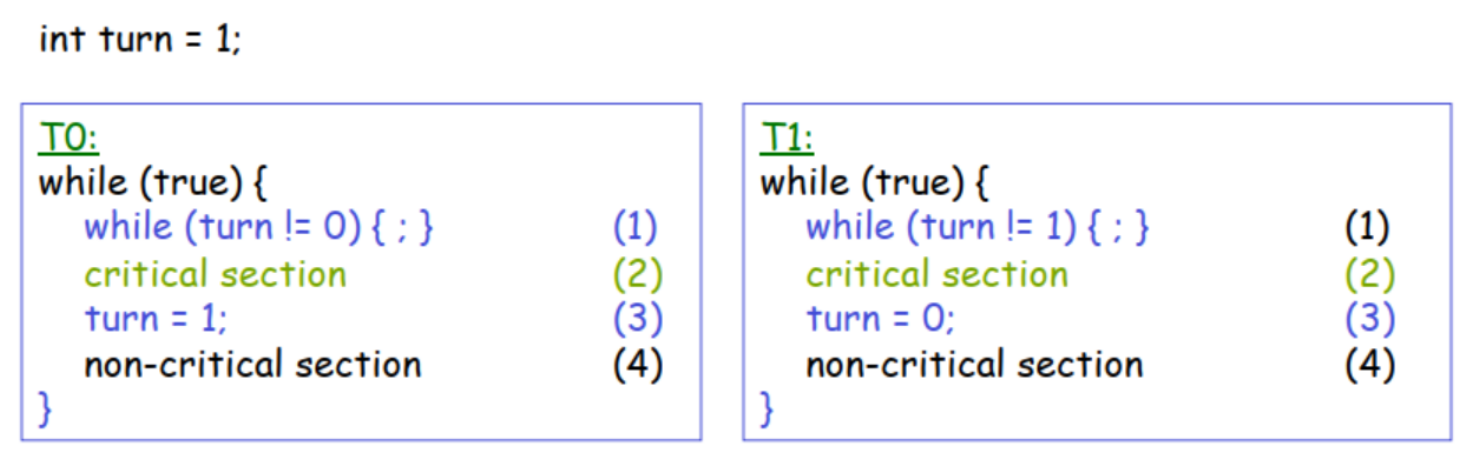 int turn = 1;
T0:
while (true) {
while (turn != 0) { ; } (1)
critical section (2)
turn = 1; (3)
non-critical section (4)
}
T1:
while (true) {
while (turn != 1) { ; } (1)
critical section (2)
turn = 0; (3)
non-critical section (4)
}